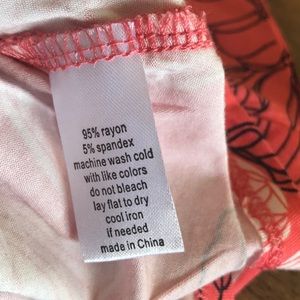 95% rayon
5% spandex
machine wash cold
with like colors
do not bleach
lay flat to dry
cool iron
if needed
made in China